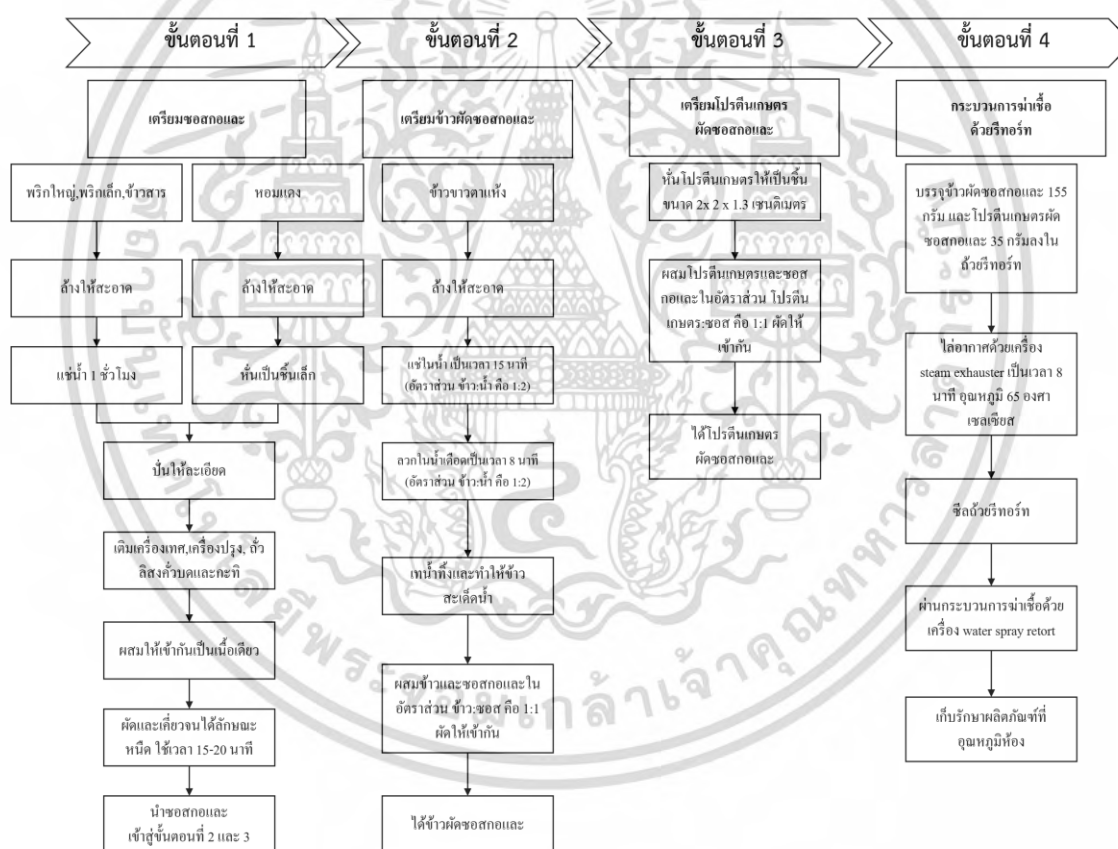 ขั้นตอนที่ 1
ขั้นตอนที่ 2
ขั้นตอนที่ 3
ขั้นตอนที่ 4
เตรียมซอสกอและ
พริกใหญ่,พริกเล็ก,ข้าวสาร
ล้างให้สะอาด
แช่น้ำ 1 ชั่วโมง
หอมแดง
ล้างให้สะอาด
หั่นเป็นชิ้นเล็ก
ปั่นให้ละเอียด
เติมเครื่องเทศ,เครื่องปรุง, ถั่ว
ลิสงคั่วบดและกะทิ
ผสมให้เข้ากันเป็นเนื้อเดียว
ผัดและเคี่ยวจนได้ลักษณะ
หนืด ใช้เวลา 15-20 นาที
นำซอสกอและ
เข้าสู่ขั้นตอนที่ 2 และ 3
เตรียมข้าวผัดซอสกอและ
ข้าวขาวตาแห้ง
ล้างให้สะอาด
แช่ในน้ำ เป็นเวลา 15 นาที
(อัตราส่วน ข้าว:น้ำ คือ 1:2)
ลวกในน้ำเดือดเป็นเวลา 8 นาที
(อัตราส่วน ข้าว:น้ำ คือ 1:2)
เทน้ำทิ้งและทำให้ข้าว
สะเด็ดน้ำ
ผสมข้าวและซอสกอและใน
อัตราส่วน ข้าว:ซอส คือ 1:1
ผัดให้เข้ากัน
ได้ข้าวผัดซอสกอและ
เตรียมโปรตีนเกษตร
ผัดซอสกอและ
หั่นโปรตีนเกษตรให้เป็นชิ้น
ขนาด 2x 2 x 1.3 เซนติเมตร
ผสมโปรตีนเกษตรและซอส
กอและในอัตราส่วน โปรตีน
เกษตร:ซอส คือ 1:1 ผัดให้
เข้ากัน
ได้โปรตีนเกษตร
ผัดซอสกอและ
กระบวนการฆ่าเชื้อ
ด้วยรีทอร์ท
บรรจุข้าวผัดซอสกอและ 155
กรัม และโปรตีนเกษตรผัด
ซอสกอและ 35 กรัมลงใน
ถ้วยรีทอร์ท
ไล่อากาศด้วยเครื่อง
steam exhauster เป็นเวลา 8
นาที อุณหภูมิ 65 องศา
เซลเซียส
ซีลถ้วยรีทอร์ท
ผ่านกระบวนการฆ่าเชื้อด้วย
เครื่อง water spray retort
เก็บรักษาผลิตภัณฑ์ที่
อุณหภูมิห้อง